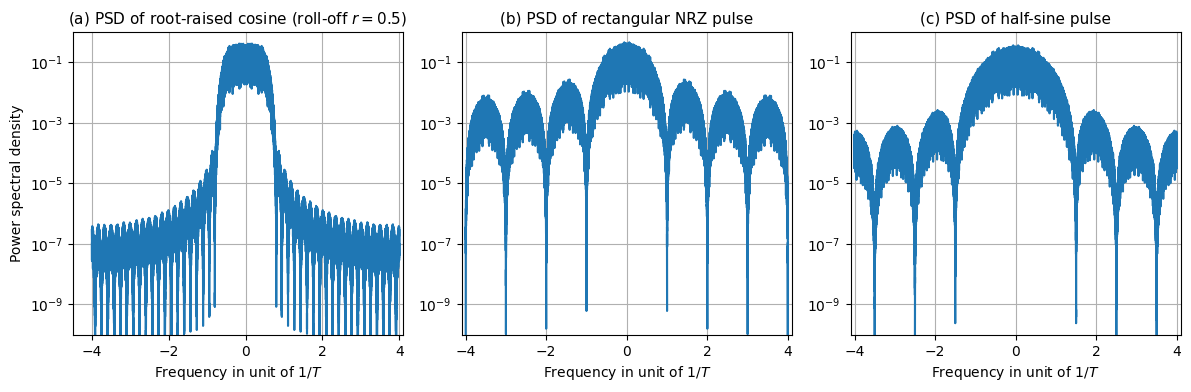 (a) PSD of root-raised cosine (roll-off r = 0.5)
Power spectral density
10⁻¹
10⁻³
10⁻⁵
10⁻⁷
10⁻⁹
−4 −2 0 2 4
Frequency in unit of 1/T
(b) PSD of rectangular NRZ pulse
10⁻¹
10⁻³
10⁻⁵
10⁻⁷
10⁻⁹
−4 −2 0 2 4
Frequency in unit of 1/T
(c) PSD of half-sine pulse
10⁻¹
10⁻³
10⁻⁵
10⁻⁷
10⁻⁹
−4 −2 0 2 4
Frequency in unit of 1/T